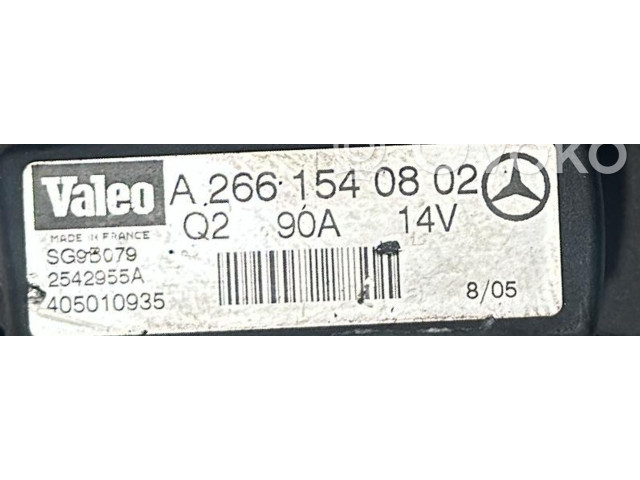 Valeo A 266 154 08 02
MADE IN FRANCE Q2 90A 14V
SG9B079
2542955A
405010935
8/05